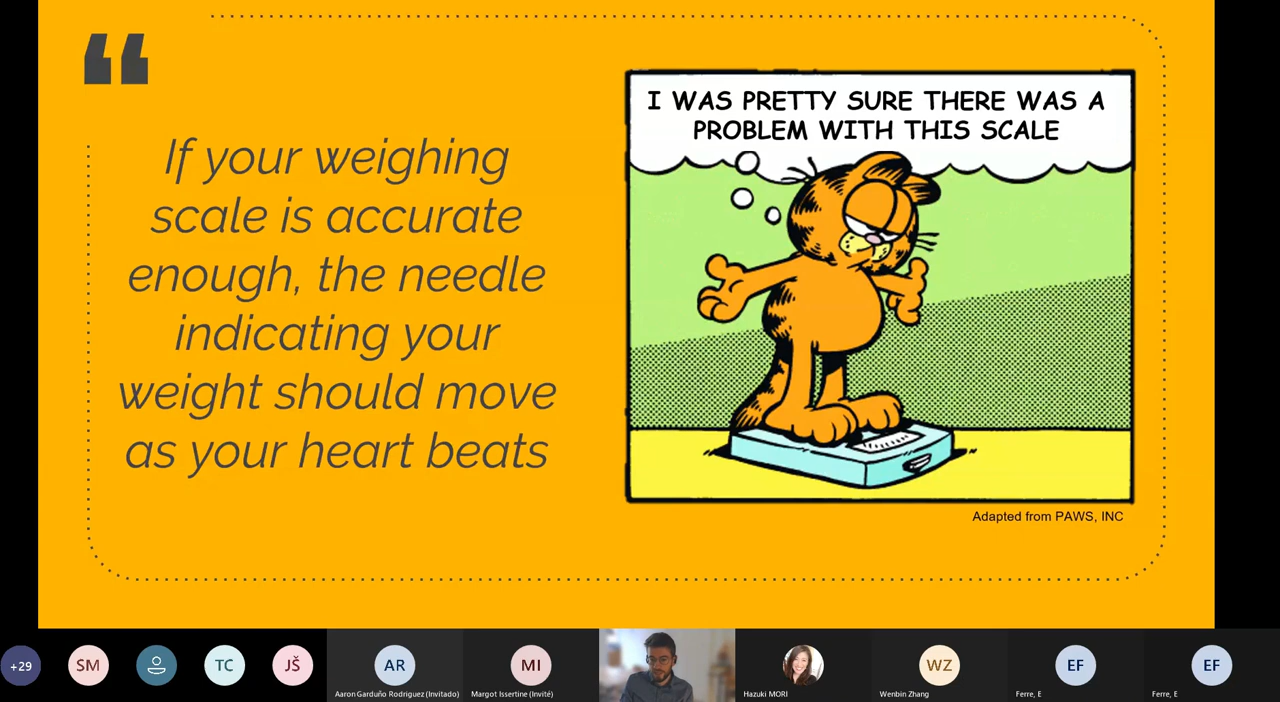 “
If your weighing
scale is accurate
enough, the needle
indicating your
weight should move
as your heart beats
I WAS PRETTY SURE THERE WAS A
PROBLEM WITH THIS SCALE
Adapted from PAWS, INC
+29
SM
TC
JŠ
AR
Aaron Garduño Rodriguez (Invitado)
MI
Margot Issertine (Invité)
Hazuki MORI
WZ
Wenbin Zhang
EF
Ferre, E
EF
Ferre, E